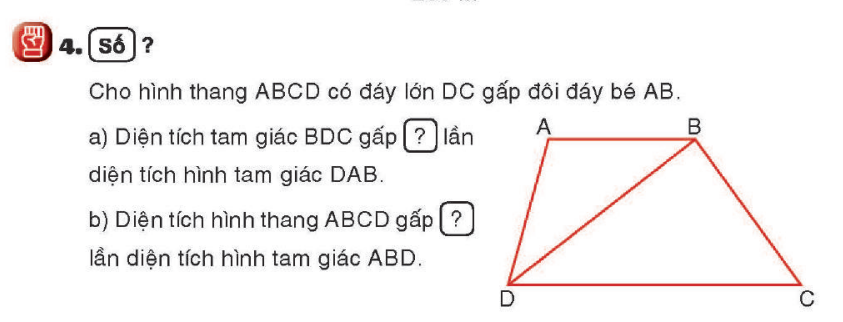 4. Số ?
Cho hình thang ABCD có đáy lớn DC gấp đôi đáy bé AB.
a) Diện tích tam giác BDC gấp ? lần
diện tích hình tam giác DAB.
b) Diện tích hình thang ABCD gấp ?
lần diện tích hình tam giác ABD.
A B
D C